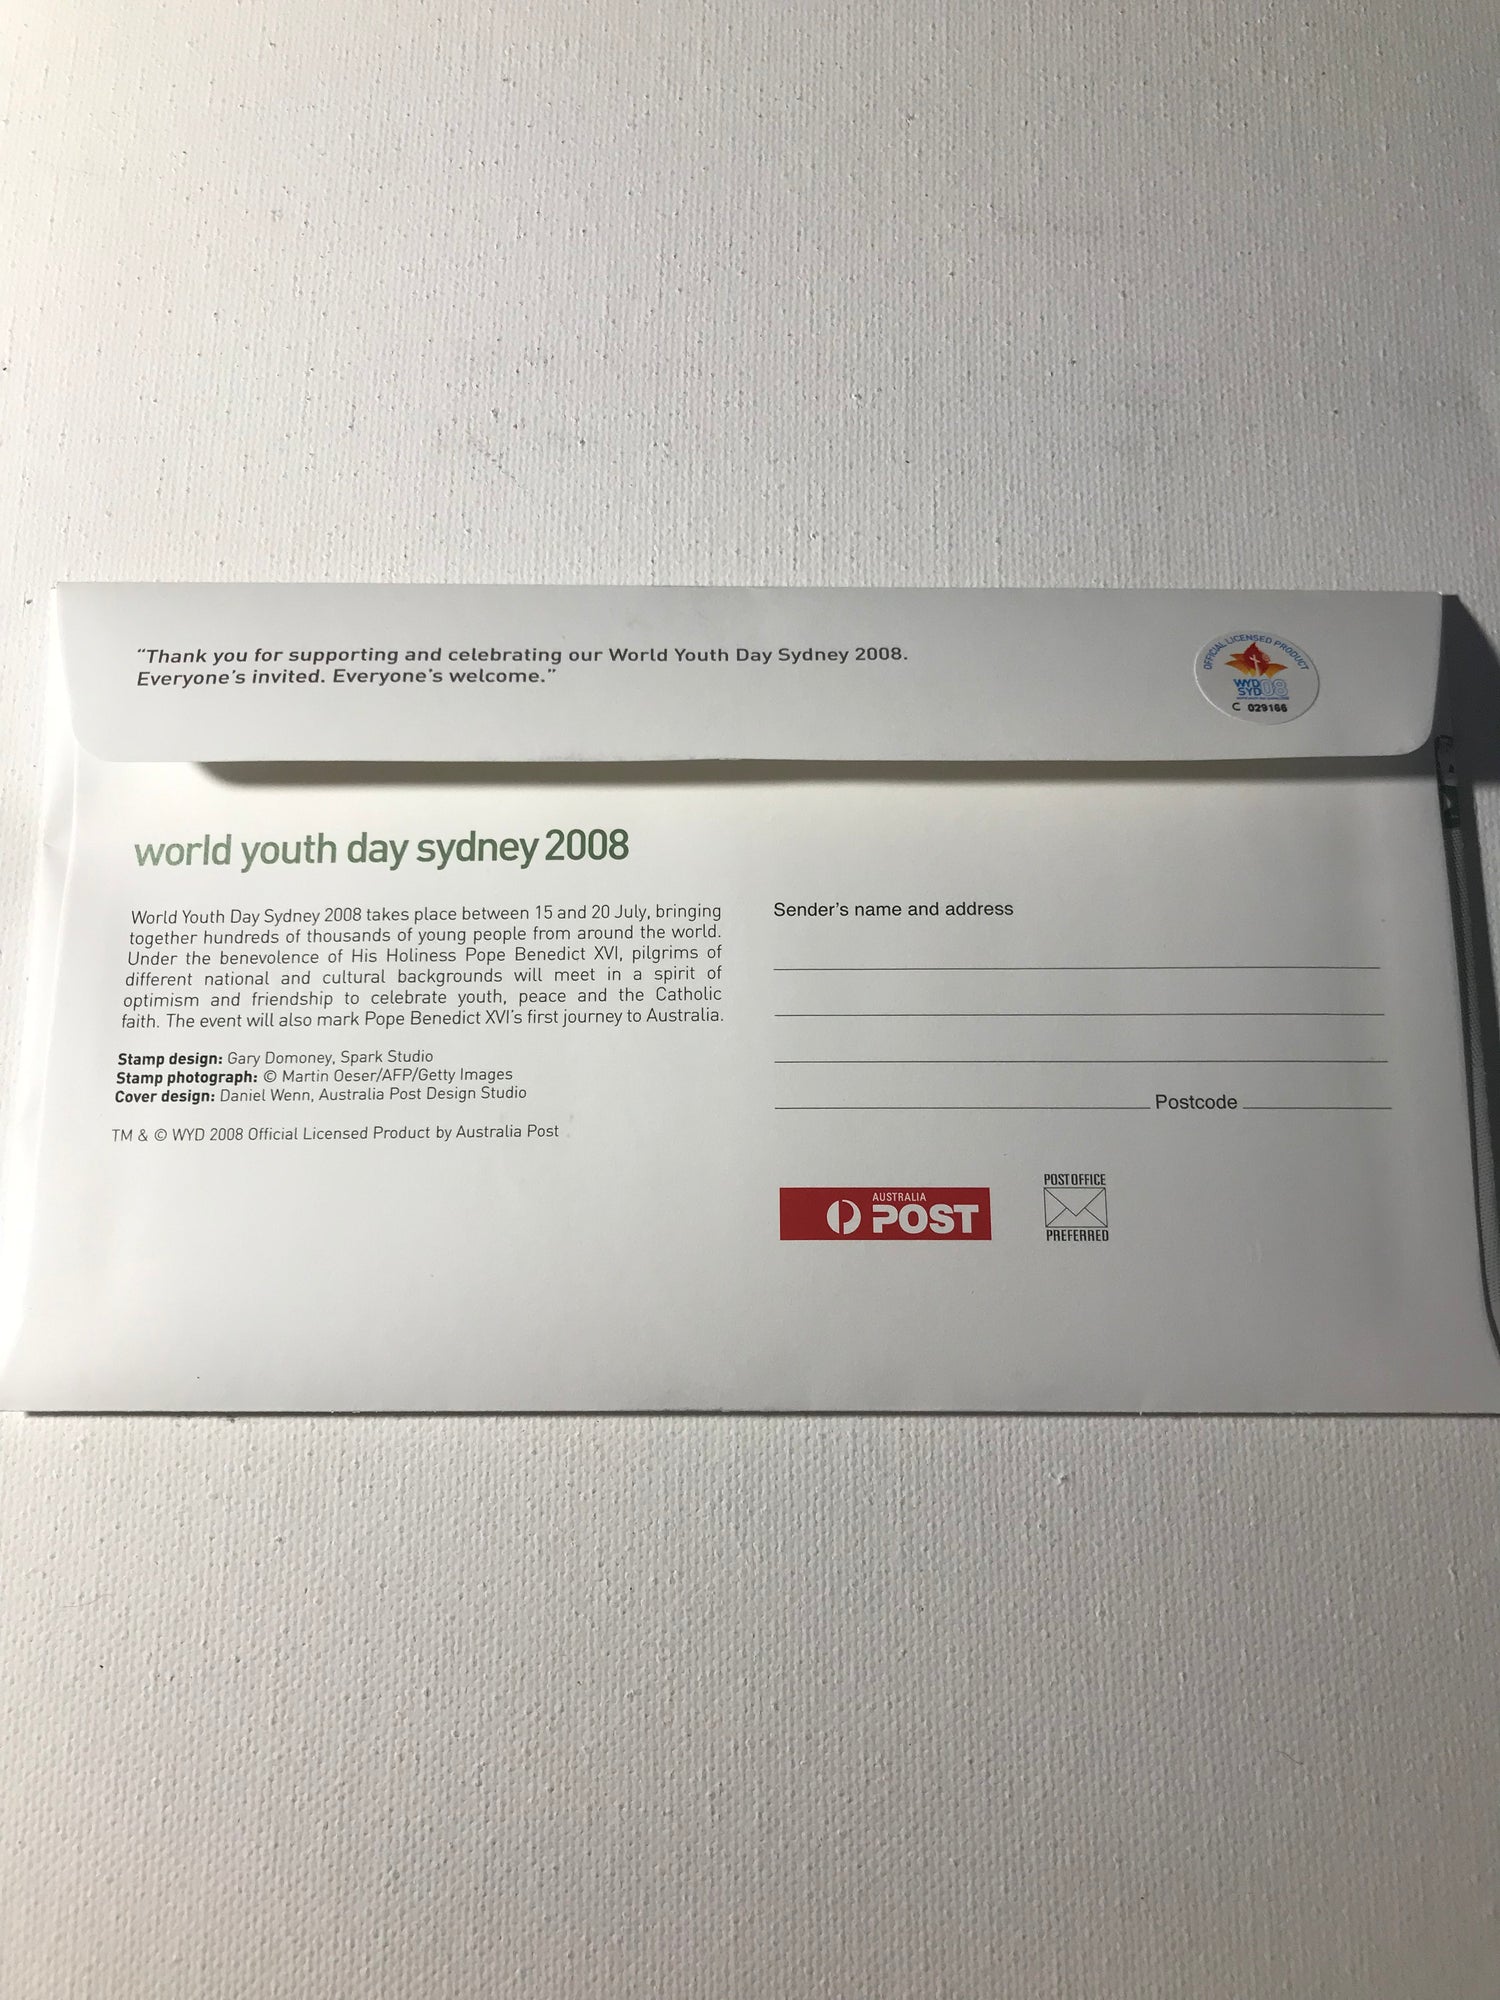 "Thank you for supporting and celebrating our World Youth Day Sydney 2008.
Everyone's invited. Everyone's welcome."
OFFICIAL LICENSED PRODUCT
WYD
SYD08
C 029166
world youth day sydney 2008
World Youth Day Sydney 2008 takes place between 15 and 20 July, bringing
together hundreds of thousands of young people from around the world.
Under the benevolence of His Holiness Pope Benedict XVI, pilgrims of
different national and cultural backgrounds will meet in a spirit of
optimism and friendship to celebrate youth, peace and the Catholic
faith. The event will also mark Pope Benedict XVI's first journey to Australia.
Stamp design: Gary Domoney, Spark Studio
Stamp photograph: © Martin Oeser/AFP/Getty Images
Cover design: Daniel Wenn, Australia Post Design Studio
TM & © WYD 2008 Official Licensed Product by Australia Post
Sender's name and address
Postcode
AUSTRALIA
POST
POST OFFICE
PREFERRED